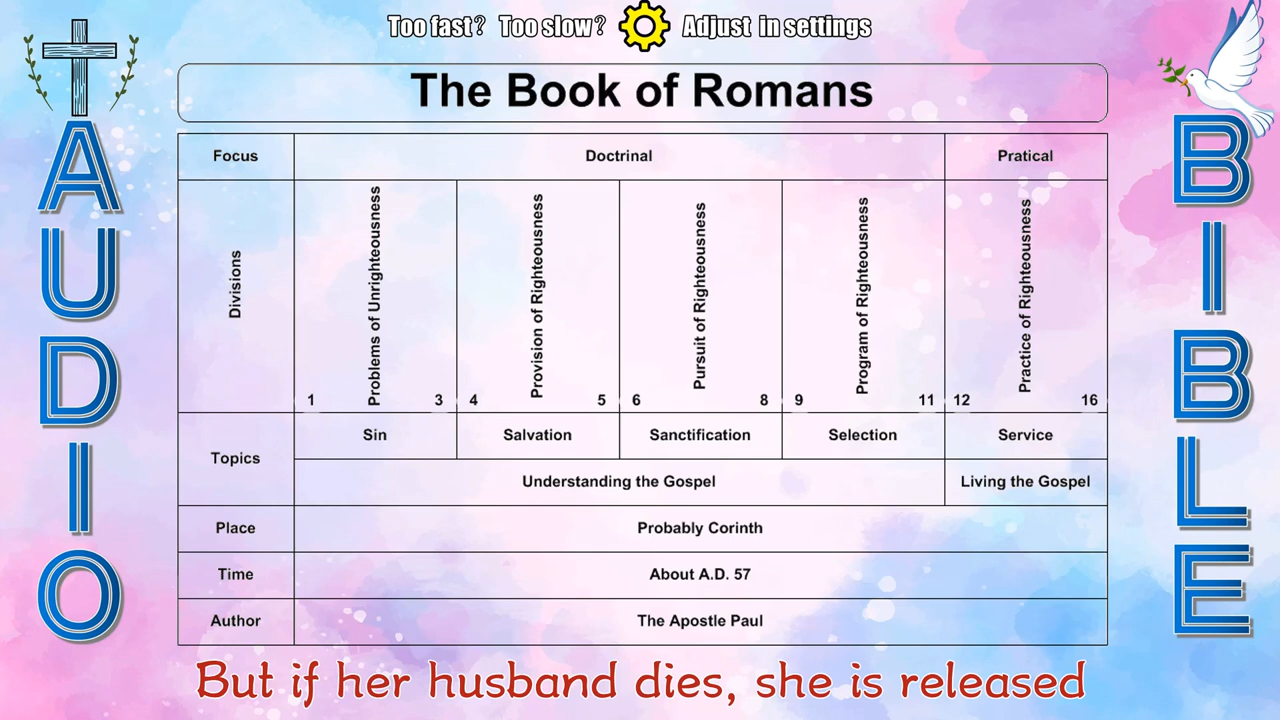 Too fast? Too slow? Adjust in settings
The Book of Romans
AUDIO
BIBLE
Focus Doctrinal Pratical
Divisions
Problems of Unrighteousness
Provision of Righteousness
Pursuit of Righteousness
Program of Righteousness
Practice of Righteousness
1 3 4 5 6 8 9 11 12 16
Topics
Sin Salvation Sanctification Selection Service
Understanding the Gospel Living the Gospel
Place Probably Corinth
Time About A.D. 57
Author The Apostle Paul
But if her husband dies, she is released